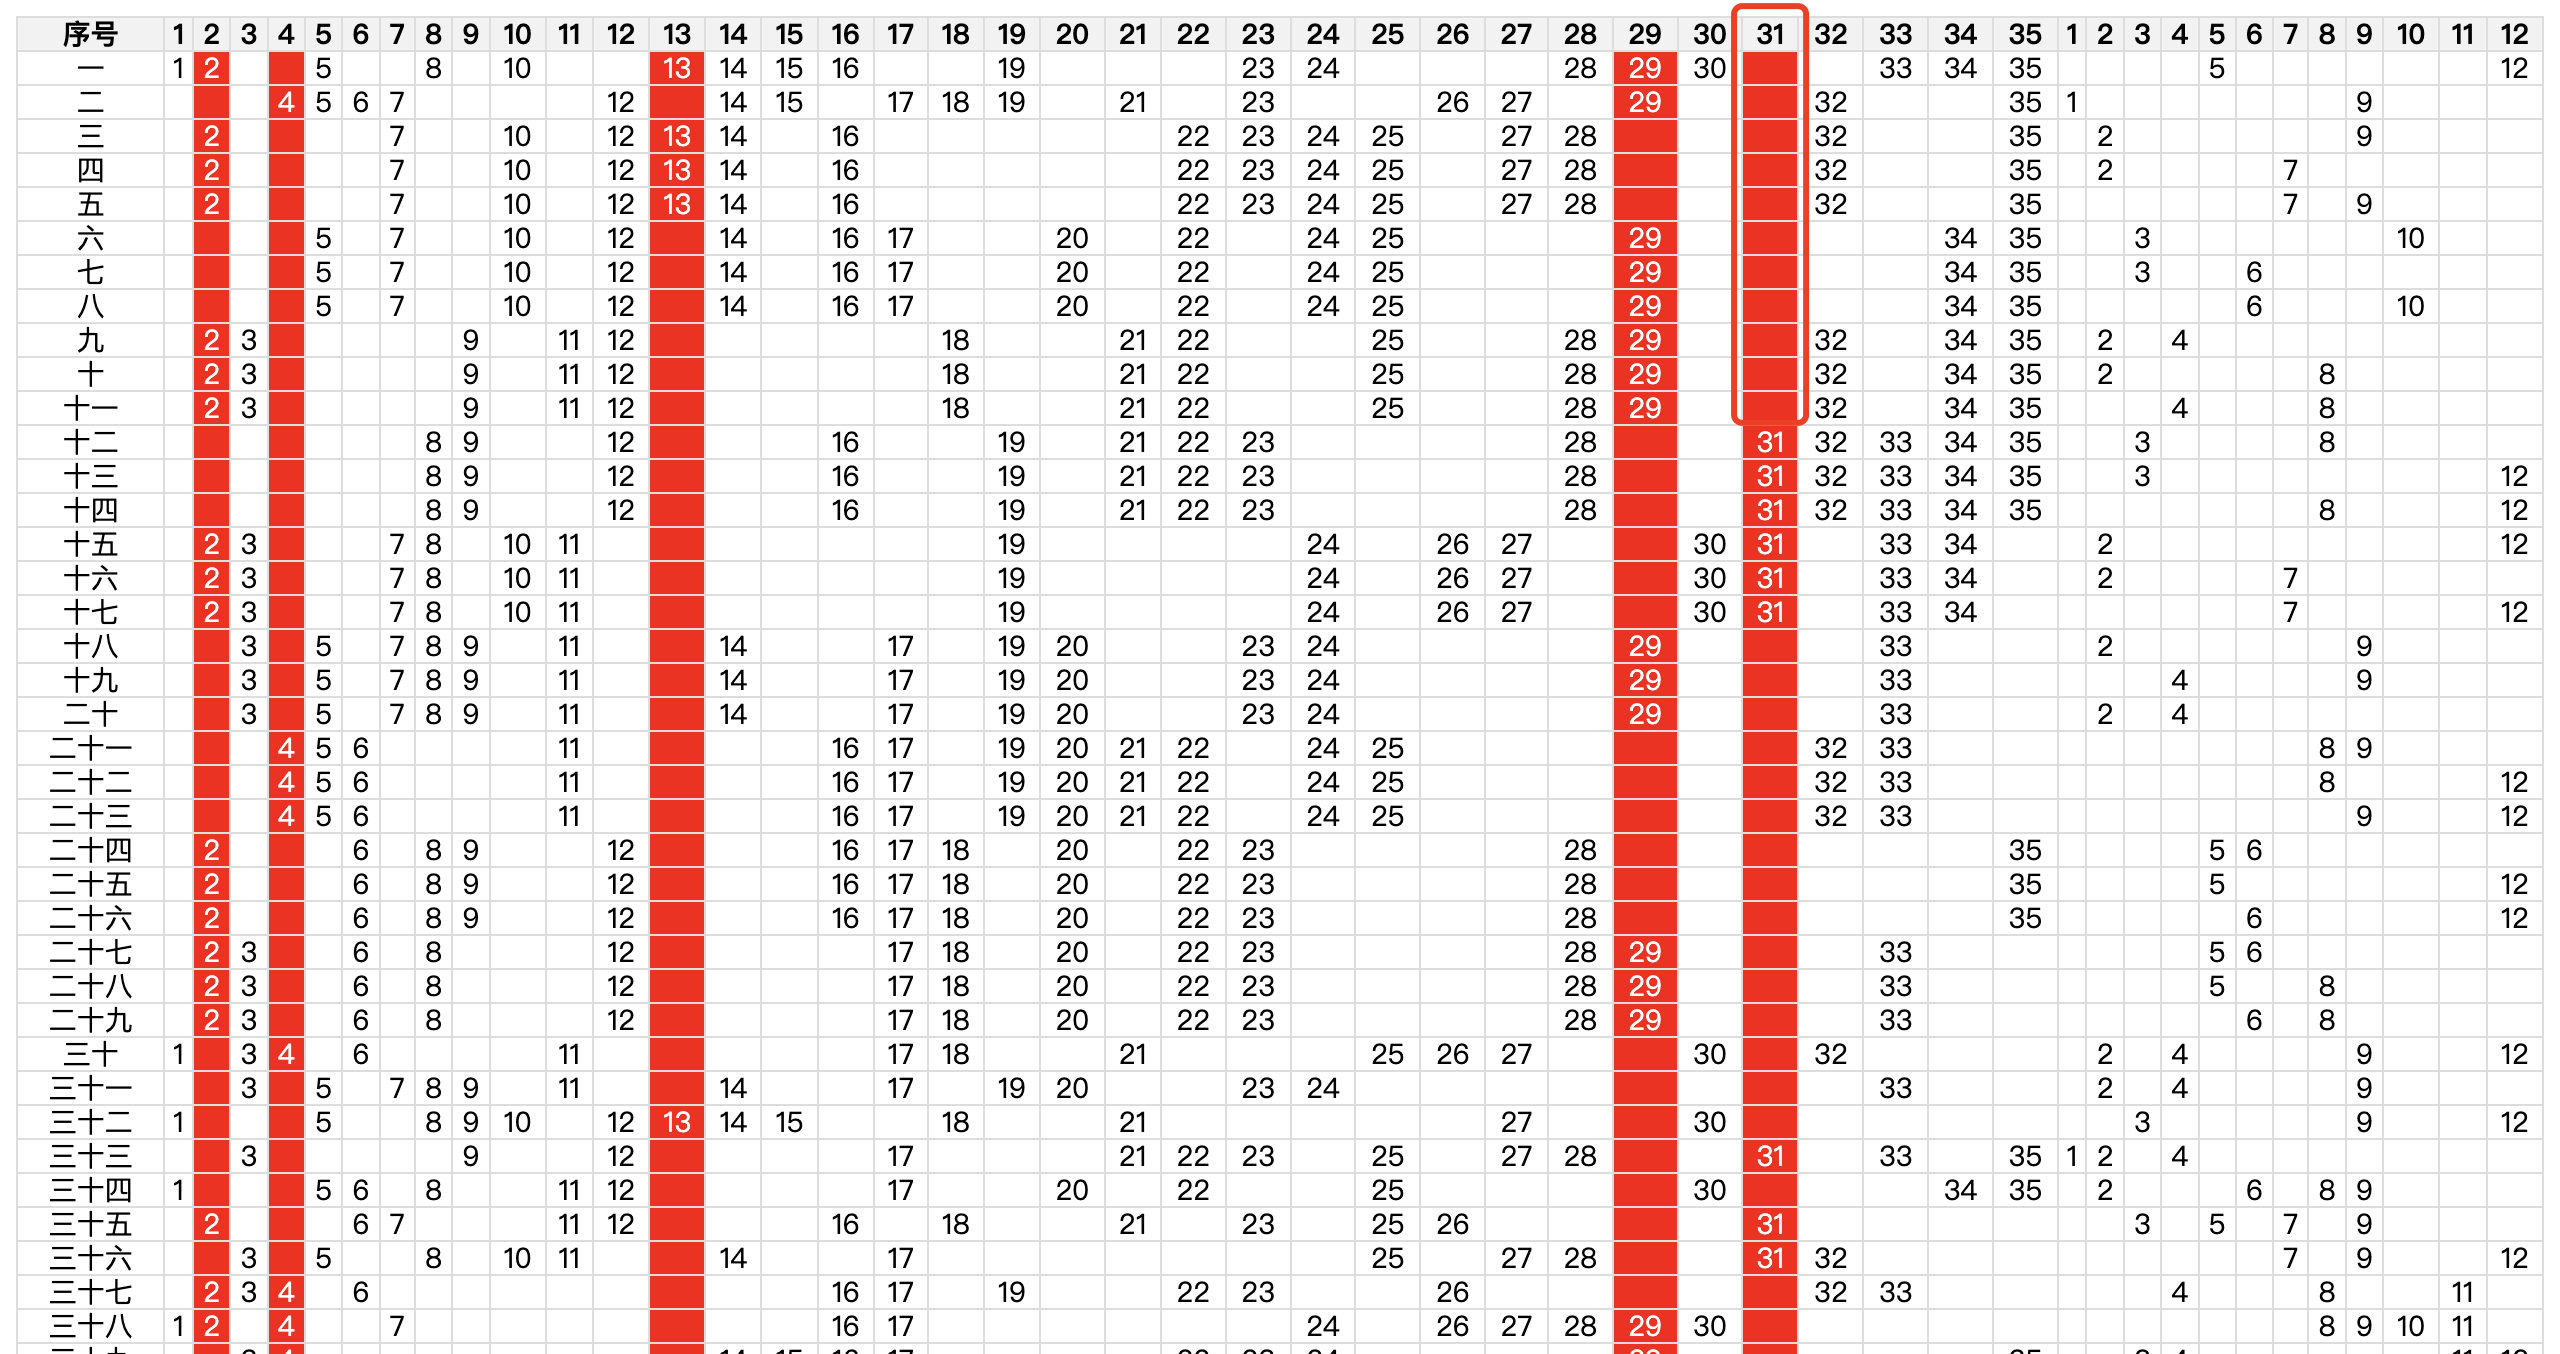 序号 1 2 3 4 5 6 7 8 9 10 11 12 13 14 15 16 17 18 19 20 21 22 23 24 25 26 27 28 29 30 31 32 33 34 35 1 2 3 4 5 6 7 8 9 10 11 12
一 1 2 5 8 10 13 14 15 16 19 23 24 28 29 30 33 34 35 5 12
二 4 5 6 7 12 14 15 17 18 19 21 23 26 27 29 32 35 1 9
三 2 7 10 12 13 14 16 22 23 24 25 27 28 32 35 2 9
四 2 7 10 12 13 14 16 22 23 24 25 27 28 32 35 2 7
五 2 7 10 12 13 14 16 22 23 24 25 27 28 32 35 7 9
六 5 7 10 12 14 16 17 20 22 24 25 29 34 35 3 10
七 5 7 10 12 14 16 17 20 22 24 25 29 34 35 3 6
八 5 7 10 12 14 16 17 20 22 24 25 29 34 35 6 10
九 2 3 9 11 12 18 21 22 25 28 29 32 34 35 2 4
十 2 3 9 11 12 18 21 22 25 28 29 32 34 35 2 8
十一 2 3 9 11 12 18 21 22 25 28 29 32 34 35 4 8
十二 8 9 12 16 19 21 22 23 28 31 32 33 34 35 3 8
十三 8 9 12 16 19 21 22 23 28 31 32 33 34 35 3 12
十四 8 9 12 16 19 21 22 23 28 31 32 33 34 35 8 12
十五 2 3 7 8 10 11 19 24 26 27 30 31 33 34 2 12
十六 2 3 7 8 10 11 19 24 26 27 30 31 33 34 2 7
十七 2 3 7 8 10 11 19 24 26 27 30 31 33 34 7 12
十八 3 5 7 8 9 11 14 17 19 20 23 24 29 33 2 9
十九 3 5 7 8 9 11 14 17 19 20 23 24 29 33 4 9
二十 3 5 7 8 9 11 14 17 19 20 23 24 29 33 2 4
二十一 4 5 6 11 16 17 19 20 21 22 24 25 32 33 8 9
二十二 4 5 6 11 16 17 19 20 21 22 24 25 32 33 8 12
二十三 4 5 6 11 16 17 19 20 21 22 24 25 32 33 9 12
二十四 2 6 8 9 12 16 17 18 20 22 23 28 35 5 6
二十五 2 6 8 9 12 16 17 18 20 22 23 28 35 5 12
二十六 2 6 8 9 12 16 17 18 20 22 23 28 35 6 12
二十七 2 3 6 8 12 17 18 20 22 23 28 29 33 5 6
二十八 2 3 6 8 12 17 18 20 22 23 28 29 33 5 8
二十九 2 3 6 8 12 17 18 20 22 23 28 29 33 6 8
三十 1 3 4 6 11 17 18 21 25 26 27 30 32 2 4 9 12
三十一 3 5 7 8 9 11 14 17 19 20 23 24 33 2 4 9
三十二 1 5 8 9 10 12 13 14 15 18 21 27 30 3 9 12
三十三 3 9 12 17 21 22 23 25 27 28 31 33 35 1 2 4
三十四 1 5 6 8 11 12 17 20 22 25 30 34 35 2 6 8 9
三十五 2 6 7 11 12 16 18 21 23 25 26 31 3 5 7 9
三十六 3 5 8 10 11 14 17 25 27 28 31 32 7 9 12
三十七 2 3 4 6 16 17 19 22 23 26 32 33 4 8 11
三十八 1 2 4 7 16 17 24 26 27 28 29 30 8 9 10 11